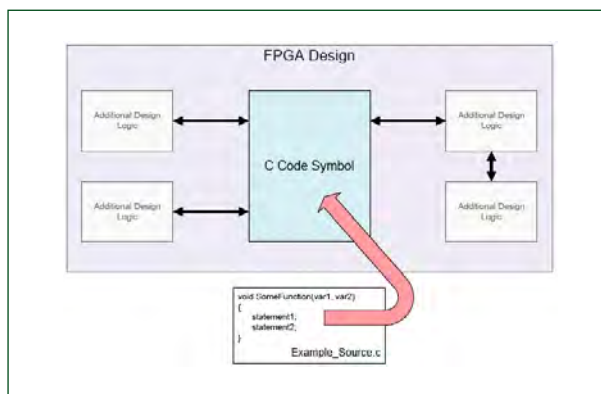 FPGA Design
Additional Design
Logic
C Code Symbol
Additional Design
Logic
Additional Design
Logic
Additional Design
Logic
void SomeFunction(var1, var2)
{
statement1;
statement2;
}
Example_Source.c